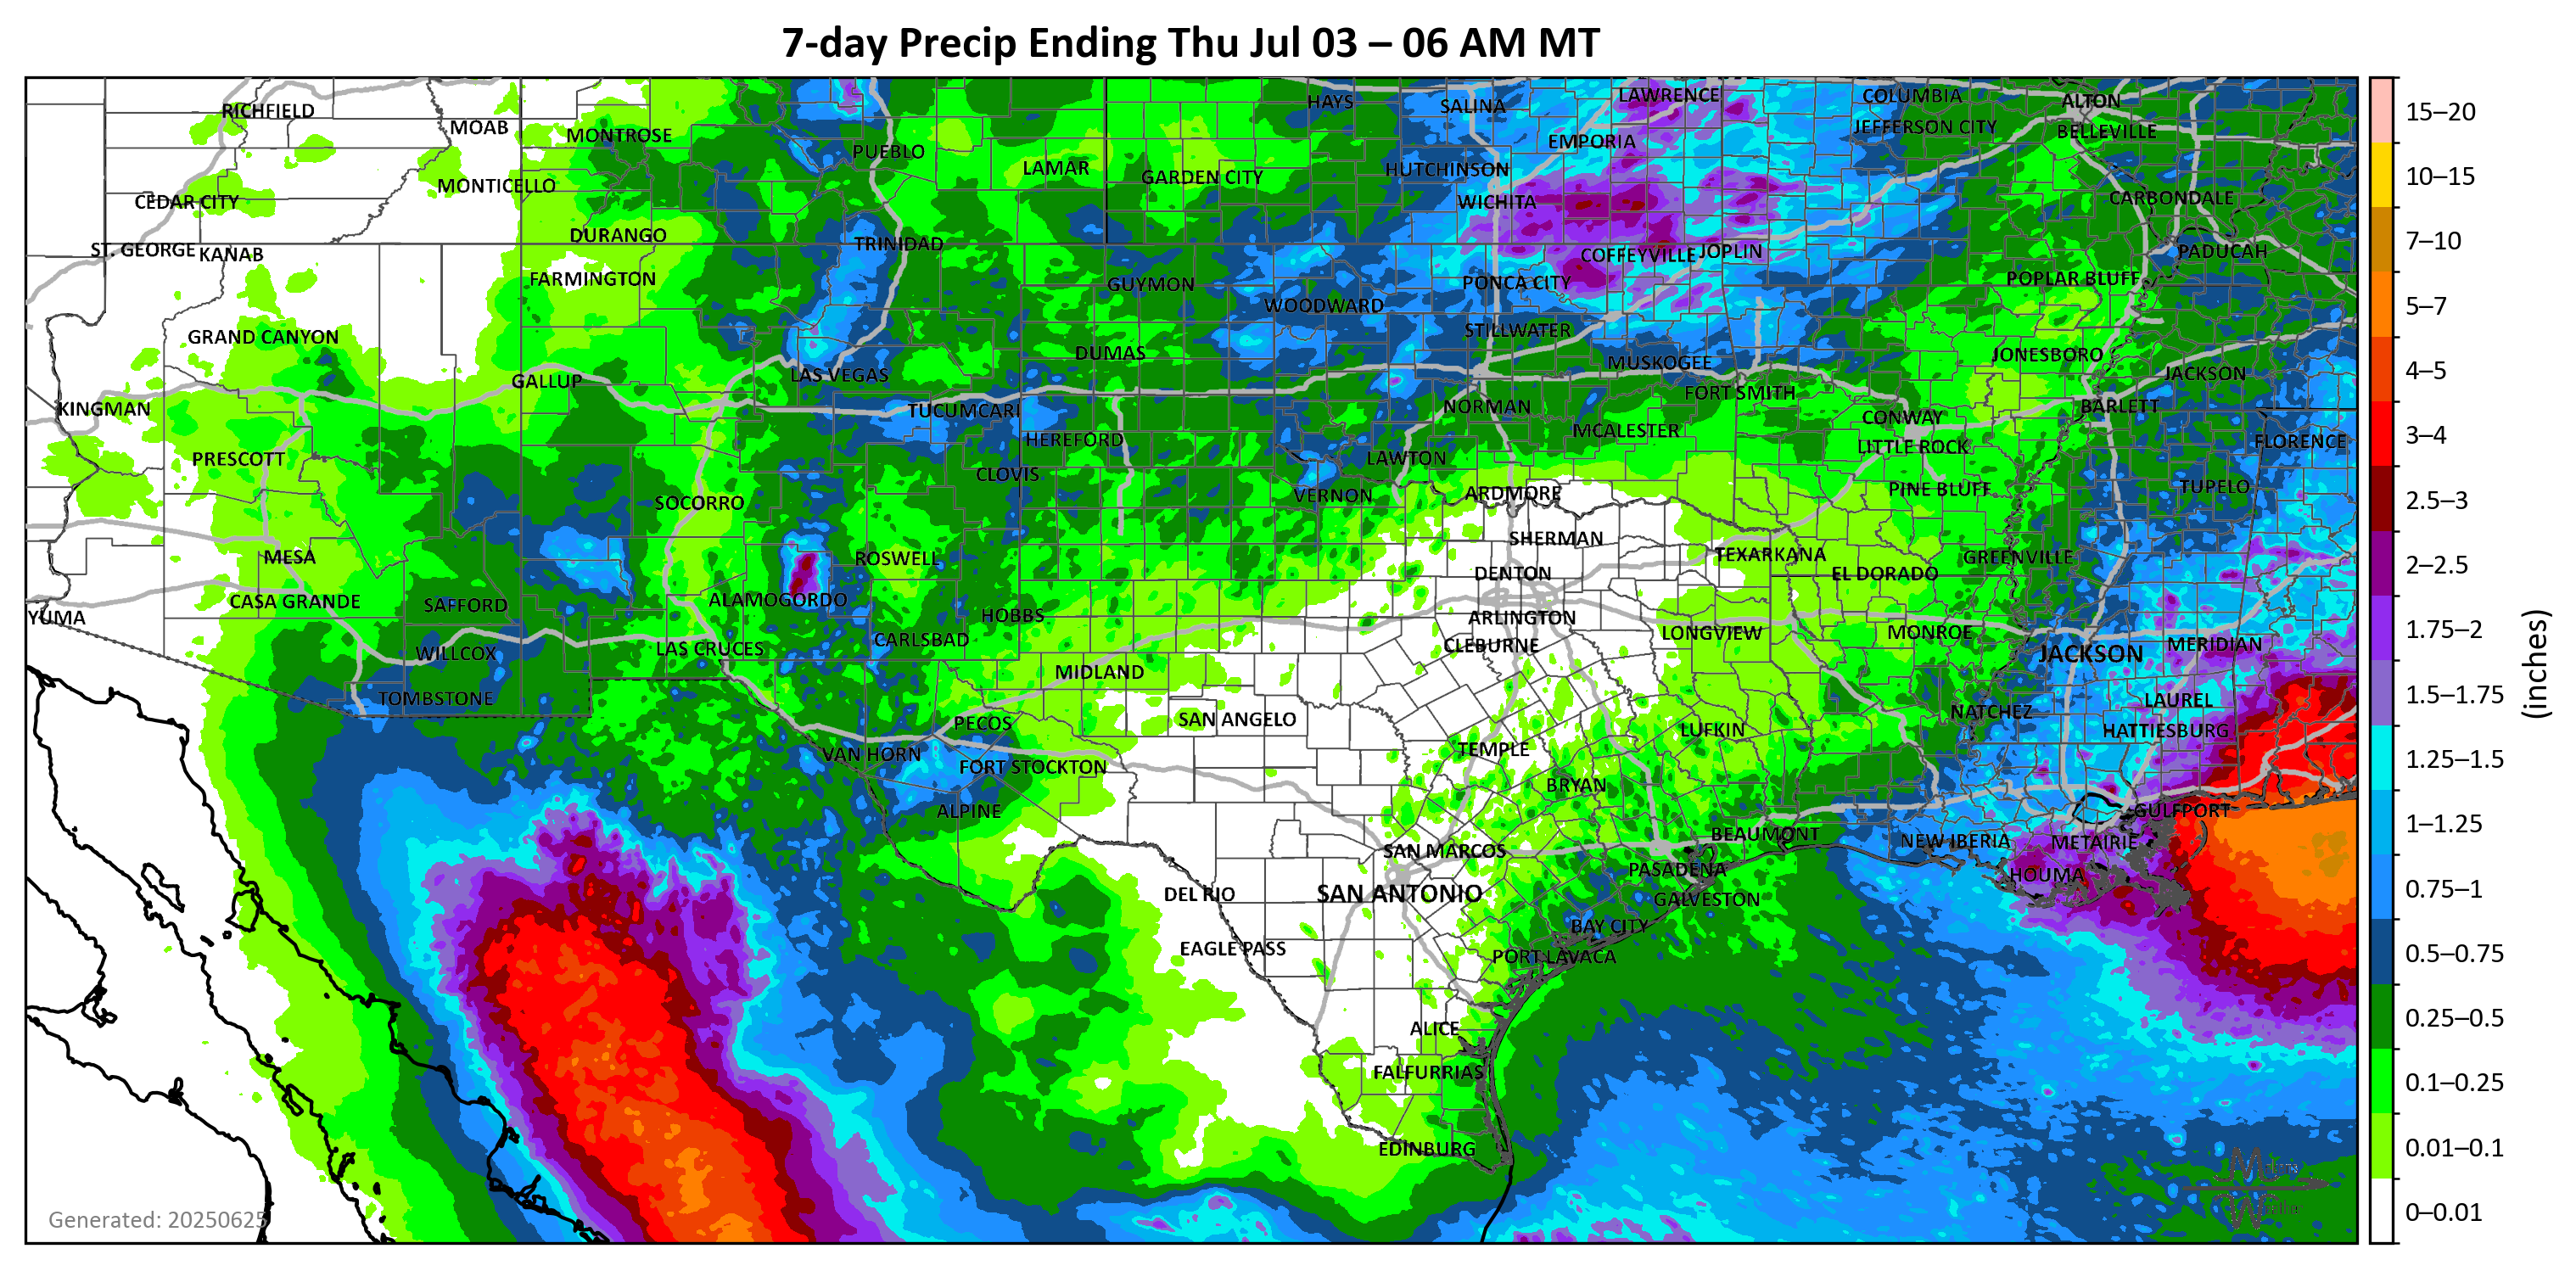 7-day Precip Ending Thu Jul 03 – 06 AM MT
RICHFIELD
MOAB
MONTROSE
PUEBLO
LAMAR
HAYS
SALINA
LAWRENCE
COLUMBIA
ALTON
JEFFERSON CITY
BELLEVILLE
EMPORIA
MONTICELLO
GARDEN CITY
HUTCHINSON
CEDAR CITY
WICHITA
CARBONDALE
DURANGO
TRINIDAD
ST. GEORGE
KANAB
COFFEYVILLE
JOPLIN
PADUCAH
FARMINGTON
GUYMON
PONCA CITY
POPLAR BLUFF
WOODWARD
GRAND CANYON
STILLWATER
DUMAS
MUSKOGEE
JONESBORO
GALLUP
LAS VEGAS
FORT SMITH
JACKSON
KINGMAN
TUCUMCARI
NORMAN
BARLETT
CONWAY
HEREFORD
MCALESTER
LITTLE ROCK
FLORENCE
PRESCOTT
CLOVIS
LAWTON
SOCORRO
VERNON
ARDMORE
PINE BLUFF
TUPELO
MESA
ROSWELL
SHERMAN
TEXARKANA
GREENVILLE
DENTON
EL DORADO
CASA GRANDE
SAFFORD
ALAMOGORDO
YUMA
HOBBS
ARLINGTON
WILLCOX
LAS CRUCES
CARLSBAD
CLEBURNE
LONGVIEW
MONROE
JACKSON
MERIDIAN
TOMBSTONE
MIDLAND
LAUREL
PECOS
SAN ANGELO
NATCHEZ
VAN HORN
TEMPLE
LUFKIN
HATTIESBURG
FORT STOCKTON
BRYAN
ALPINE
GULFPORT
BEAUMONT
SAN MARCOS
NEW IBERIA
METAIRIE
PASADENA
HOUMA
DEL RIO
SAN ANTONIO
GALVESTON
BAY CITY
EAGLE PASS
PORT LAVACA
ALICE
FALFURRIAS
EDINBURG
Generated: 20250625
15–20
10–15
7–10
5–7
4–5
3–4
2.5–3
2–2.5
1.75–2
1.5–1.75
1.25–1.5
1–1.25
0.75–1
0.5–0.75
0.25–0.5
0.1–0.25
0.01–0.1
0–0.01
(inches)